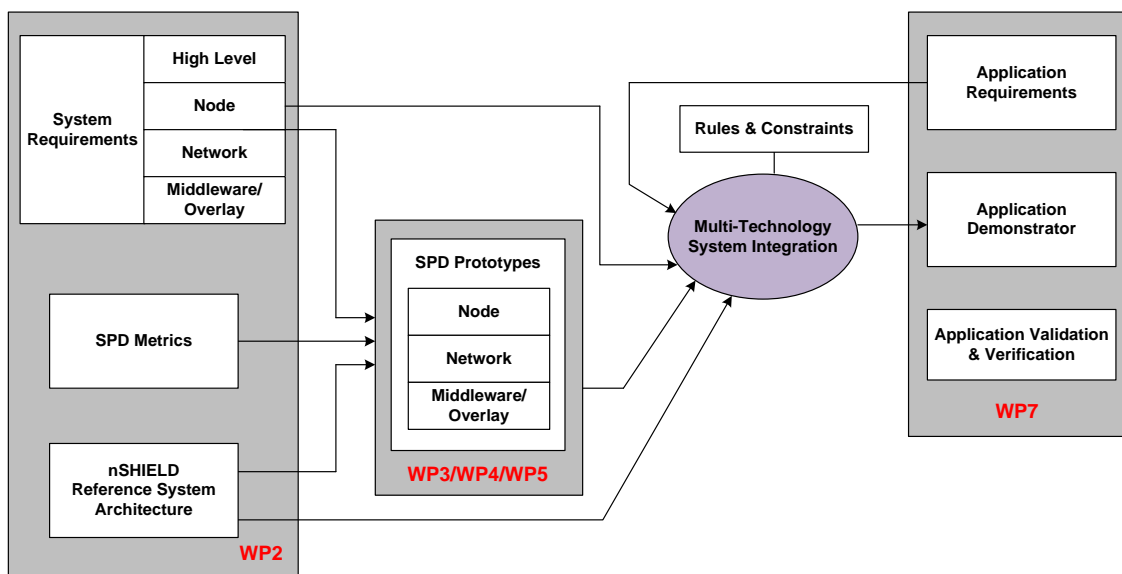 System
Requirements
High Level
Node
Network
Middleware/
Overlay
SPD Metrics
nSHIELD
Reference System
Architecture
WP2
SPD Prototypes
Node
Network
Middleware/
Overlay
WP3/WP4/WP5
Rules & Constraints
Multi-Technology
System Integration
Application
Requirements
Application
Demonstrator
Application Validation
& Verification
WP7